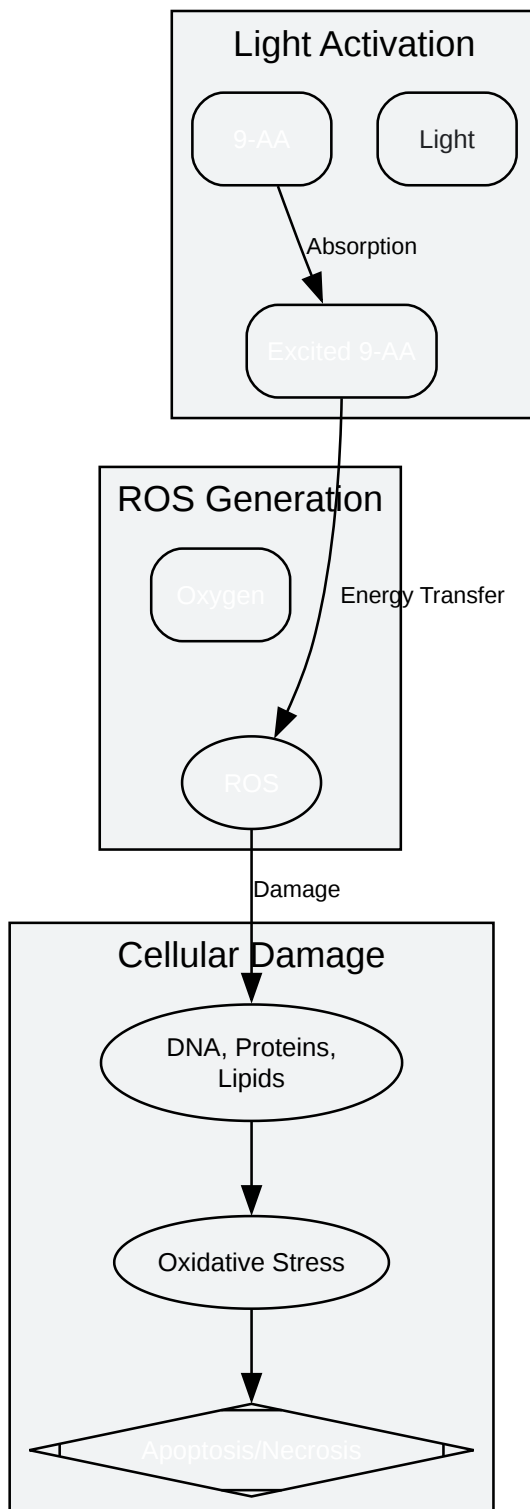 Light Activation
9-AA
Light
Absorption
Excited 9-AA
ROS Generation
Oxygen
Energy Transfer
ROS
Damage
Cellular Damage
DNA, Proteins,
Lipids
Oxidative Stress
Apoptosis/Necrosis